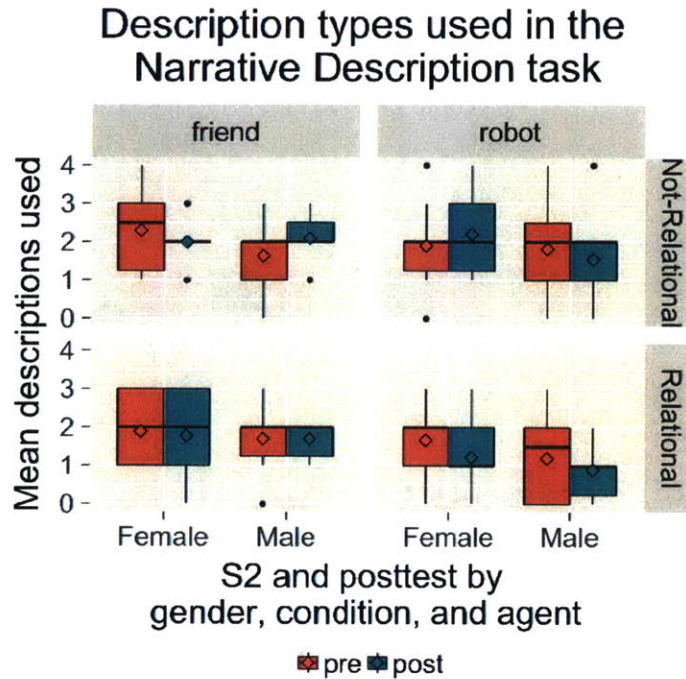 Description types used in the
Narrative Description task
friend
robot
Mean descriptions used
4
3
2
1
0
Not-Relational
4
3
2
1
0
Relational
Female
Male
Female
Male
S2 and posttest by
gender, condition, and agent
pre
post